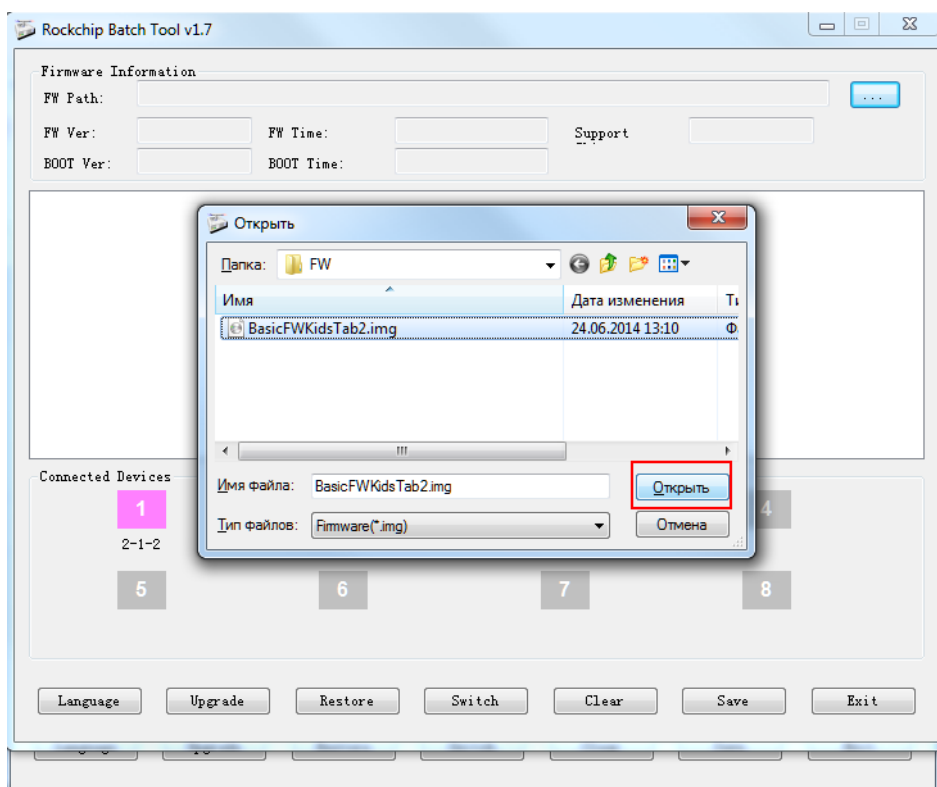 Rockchip Batch Tool v1.7
Firmware Information
FW Path:
...
FW Ver:
FW Time:
Support
BOOT Ver:
BOOT Time:
Открыть
Папка: FW
Имя
Дата изменения
BasicFWKidsTab2.img
24.06.2014 13:10
Connected Devices
Имя файла: BasicFWKidsTab2.img
Открыть
Тип файлов: Firmware(*.img)
Отмена
1
4
2-1-2
5
6
7
8
Language
Upgrade
Restore
Switch
Clear
Save
Exit